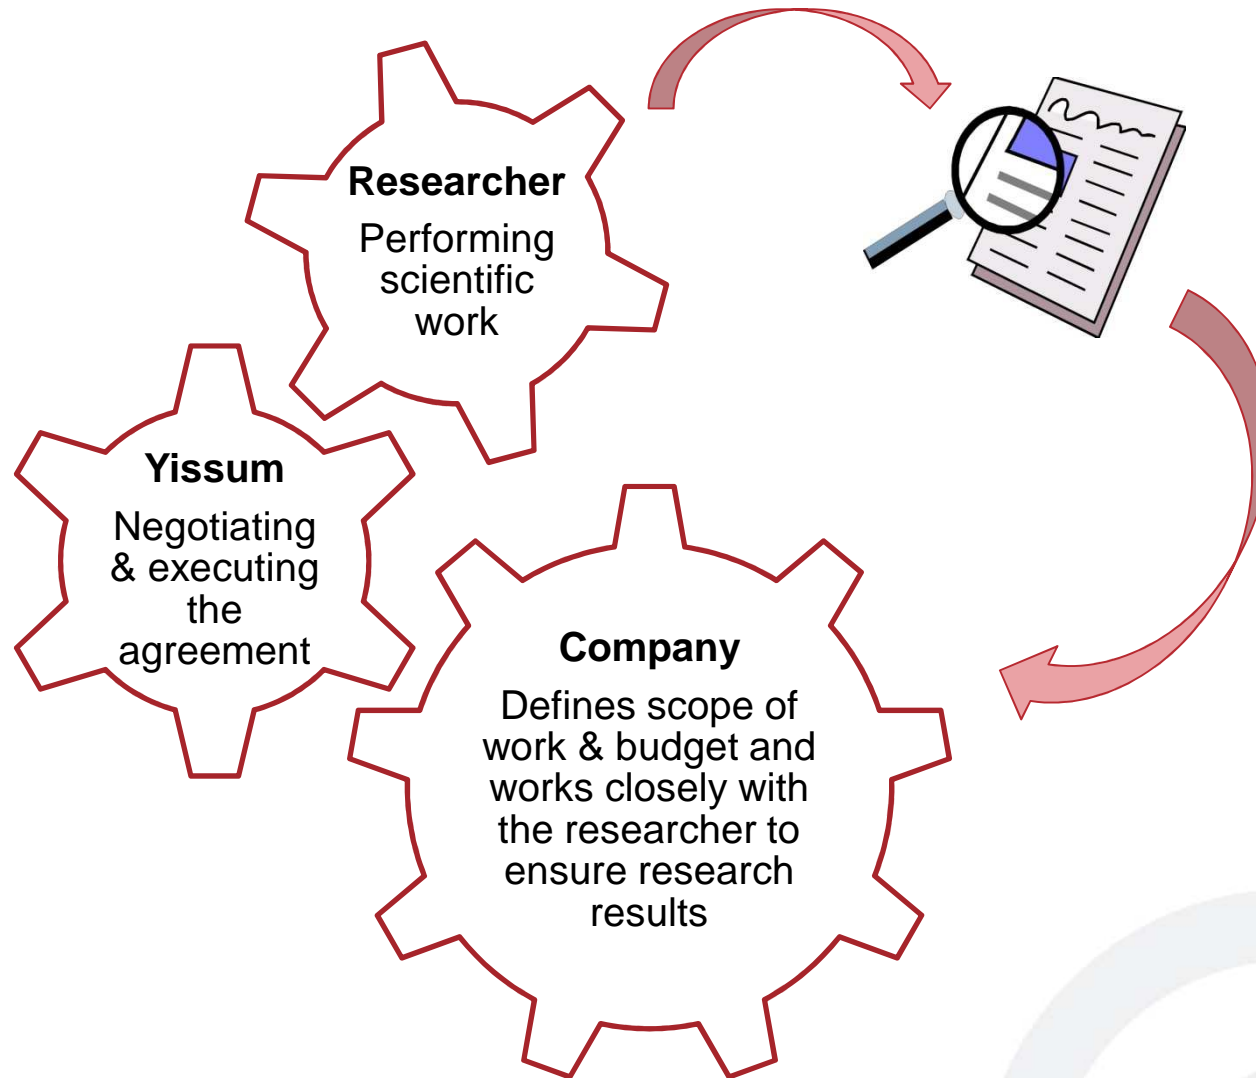 Researcher
Performing
scientific
work
Yissum
Negotiating
& executing
the
agreement
Company
Defines scope of
work & budget and
works closely with
the researcher to
ensure research
results